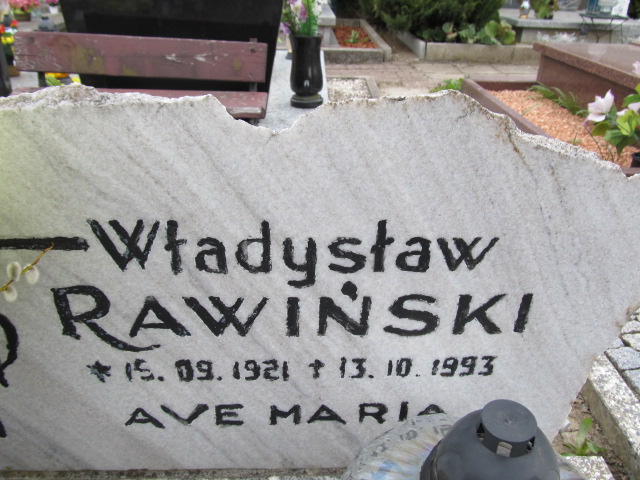 Władysław
RAWIŃSKI
* 15. 09. 1921 † 13. 10. 1993
AVE MARIA